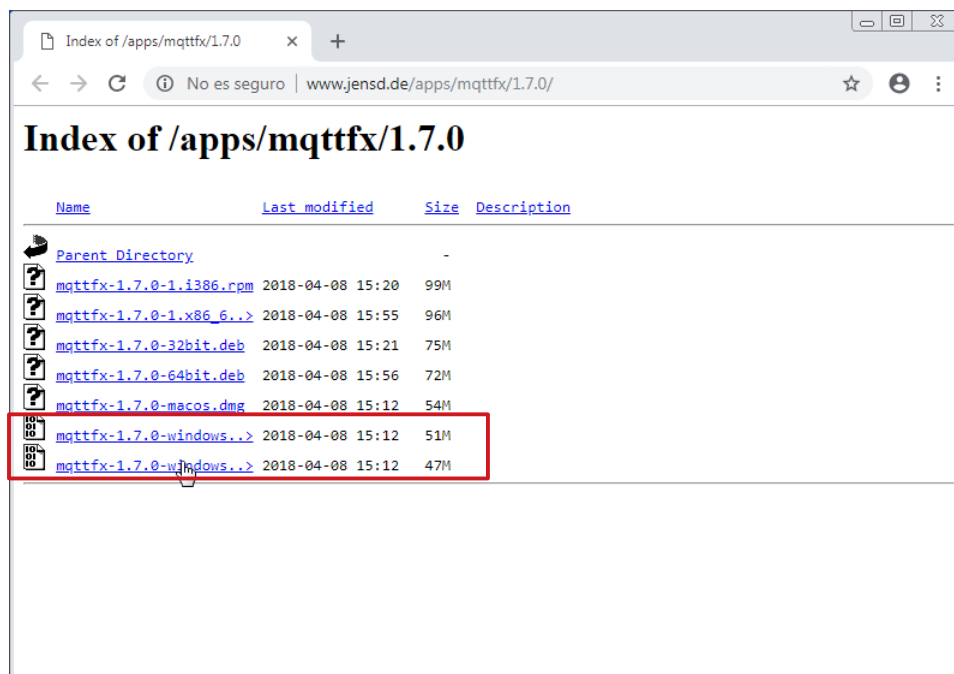 Index of /apps/mqttfx/1.7.0
No es seguro | www.jensd.de/apps/mqttfx/1.7.0/
Index of /apps/mqttfx/1.7.0
Name Last modified Size Description
Parent Directory -
mqttfx-1.7.0-1.i386.rpm 2018-04-08 15:20 99M
mqttfx-1.7.0-1.x86_6..> 2018-04-08 15:55 96M
mqttfx-1.7.0-32bit.deb 2018-04-08 15:21 75M
mqttfx-1.7.0-64bit.deb 2018-04-08 15:56 72M
mqttfx-1.7.0-macos.dmg 2018-04-08 15:12 54M
mqttfx-1.7.0-windows..> 2018-04-08 15:12 51M
mqttfx-1.7.0-windows..> 2018-04-08 15:12 47M